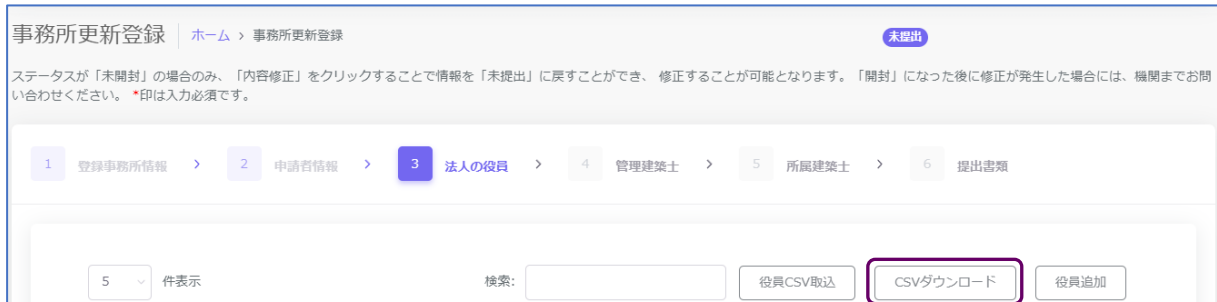 事務所更新登録 ホーム > 事務所更新登録 未提出
ステータスが「未開封」の場合のみ、「内容修正」をクリックすることで情報を「未提出」に戻すことができ、 修正することが可能となります。「開封」になった後に修正が発生した場合には、機関までお問
い合わせください。 *印は入力必須です。
1 登録事務所情報 > 2 申請者情報 > 3 法人の役員 > 4 管理建築士 > 5 所属建築士 > 6 提出書類
5 件表示 検索: 役員CSV取込 CSVダウンロード 役員追加